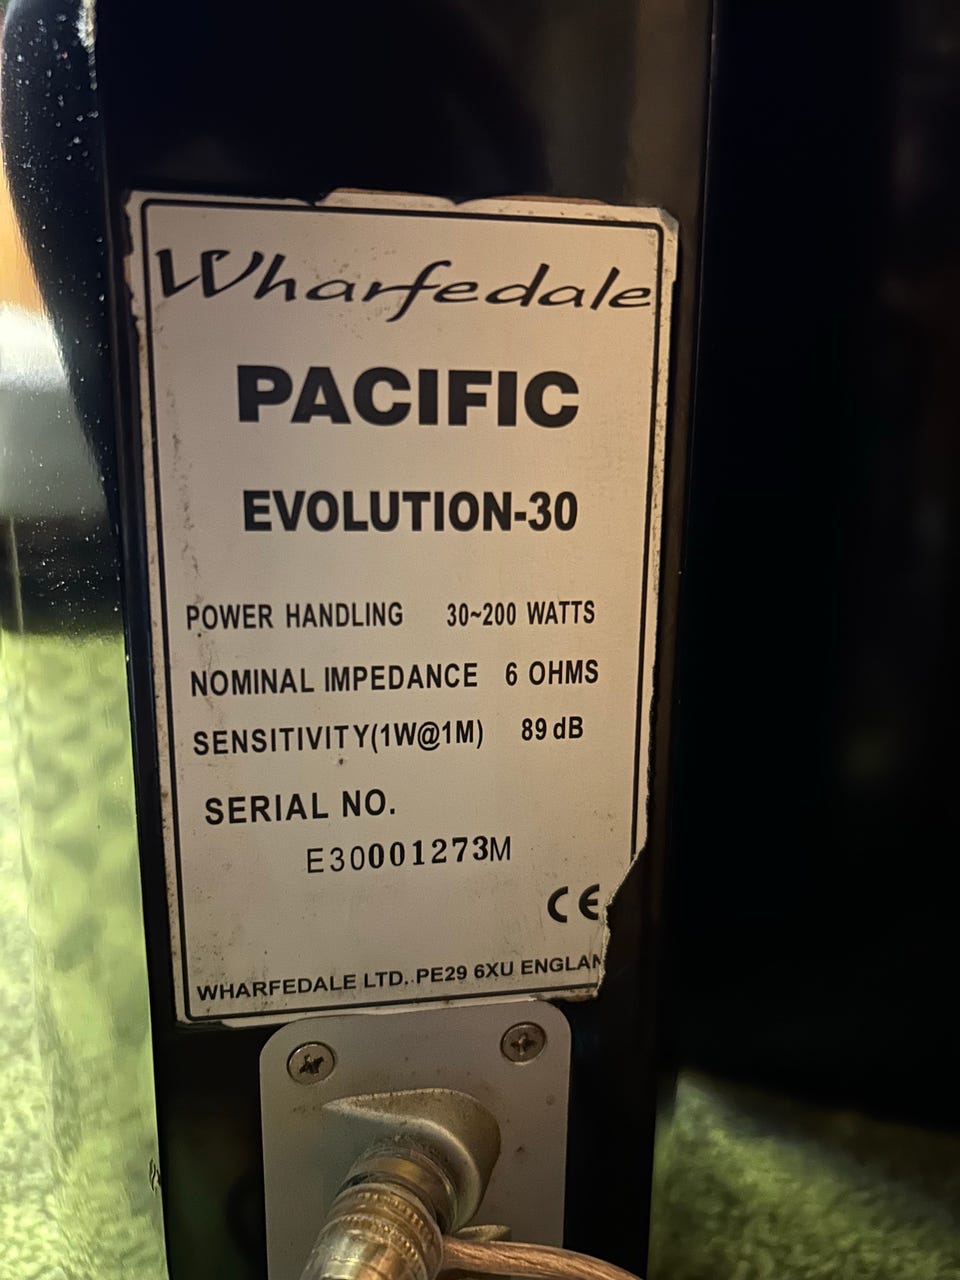 Wharfedale
PACIFIC
EVOLUTION-30
POWER HANDLING 30~200 WATTS
NOMINAL IMPEDANCE 6 OHMS
SENSITIVITY(1W@1M) 89 dB
SERIAL NO.
E30001273M
CE
WHARFEDALE LTD. PE29 6XU ENGLAN